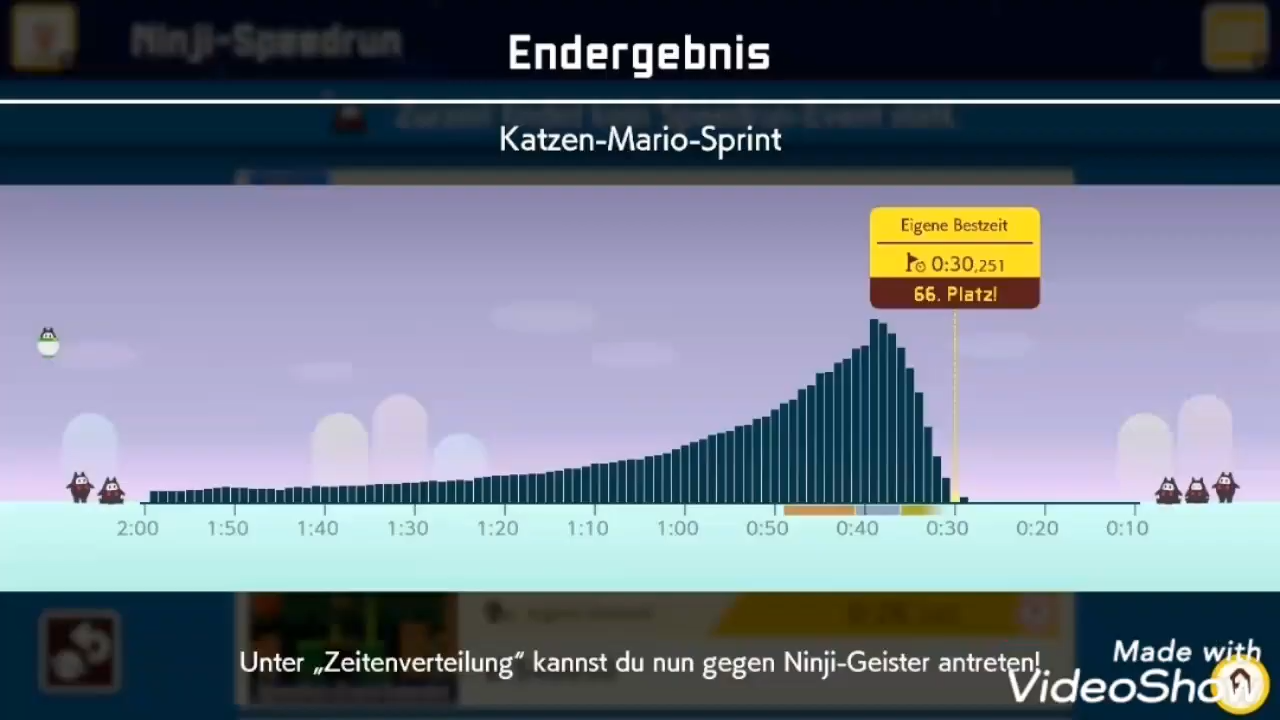 Ninji-Speedrun
Endergebnis
Katzen-Mario-Sprint
Eigene Bestzeit
0:30,251
66. Platz!
2:00 1:50 1:40 1:30 1:20 1:10 1:00 0:50 0:40 0:30 0:20 0:10
Unter „Zeitenverteilung“ kannst du nun gegen Ninji-Geister antreten!
Made with
VideoShow